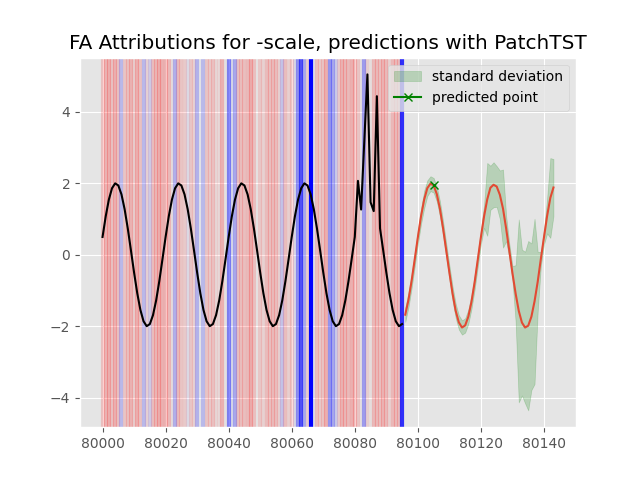 FA Attributions for -scale, predictions with PatchTST
standard deviation
predicted point
4
2
0
−2
−4
80000 80020 80040 80060 80080 80100 80120 80140